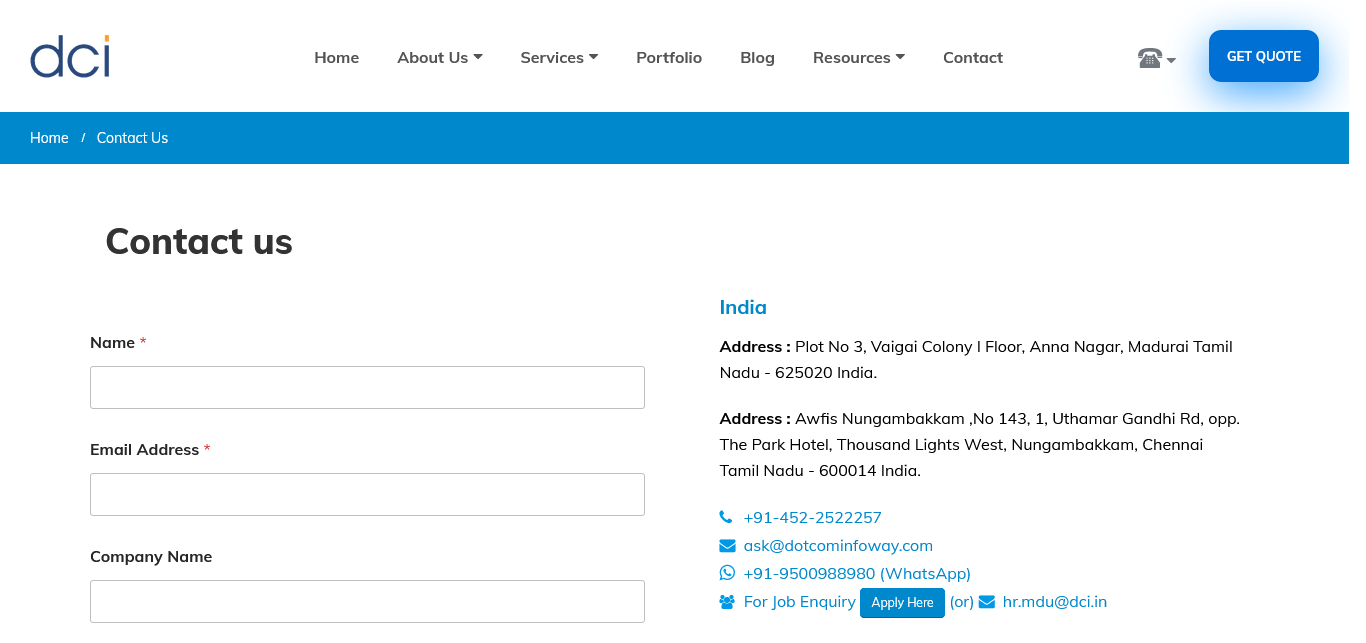 dci
Home About Us Services Portfolio Blog Resources Contact
GET QUOTE
Home / Contact Us
Contact us
Name *
Email Address *
Company Name
India
Address : Plot No 3, Vaigai Colony I Floor, Anna Nagar, Madurai Tamil
Nadu - 625020 India.
Address : Awfis Nungambakkam ,No 143, 1, Uthamar Gandhi Rd, opp.
The Park Hotel, Thousand Lights West, Nungambakkam, Chennai
Tamil Nadu - 600014 India.
+91-452-2522257
ask@dotcominfoway.com
+91-9500988980 (WhatsApp)
For Job Enquiry Apply Here (or) hr.mdu@dci.in